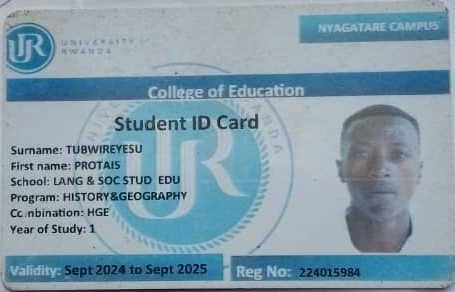 NYAGATARE CAMPUS
UR UNIVERSITY
RWANDA
College of Education
Student ID Card
Surname: TUBWIREYESU
First name: PROTAIS
School: LANG & SOC STUD EDU
Program: HISTORY&GEOGRAPHY
Combination: HGE
Year of Study: 1
Validity: Sept 2024 to Sept 2025
Reg No: 224015984